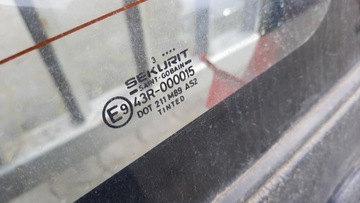 3 ....
SEKURIT
SAINT-GOBAIN
E9
43R-000015
DOT 211 M89 AS2
TINTED